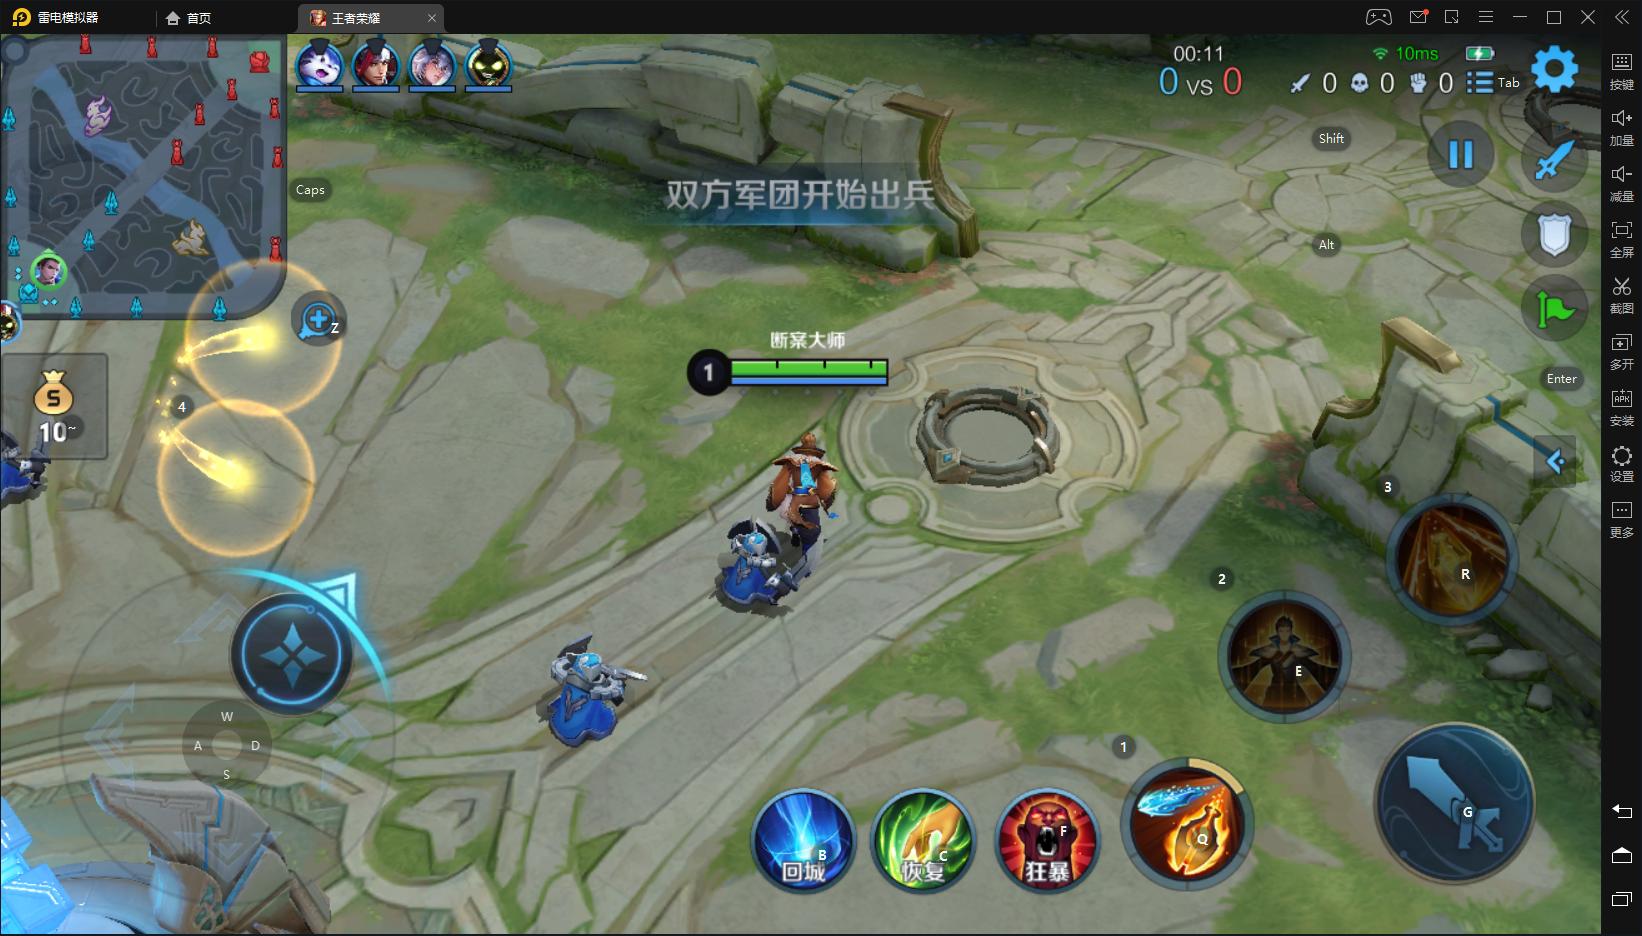 雷电模拟器
首页
王者荣耀
00:11
10ms
0 vs 0
0
0
0
Tab
按键
加量
减量
全屏
截图
多开
安装
设置
更多
APK
Shift
Caps
双方军团开始出兵
Alt
Z
Enter
断案大师
1
4
S
10
~
3
R
2
E
W
A
D
S
1
G
Q
B
回城
C
恢复
F
狂暴